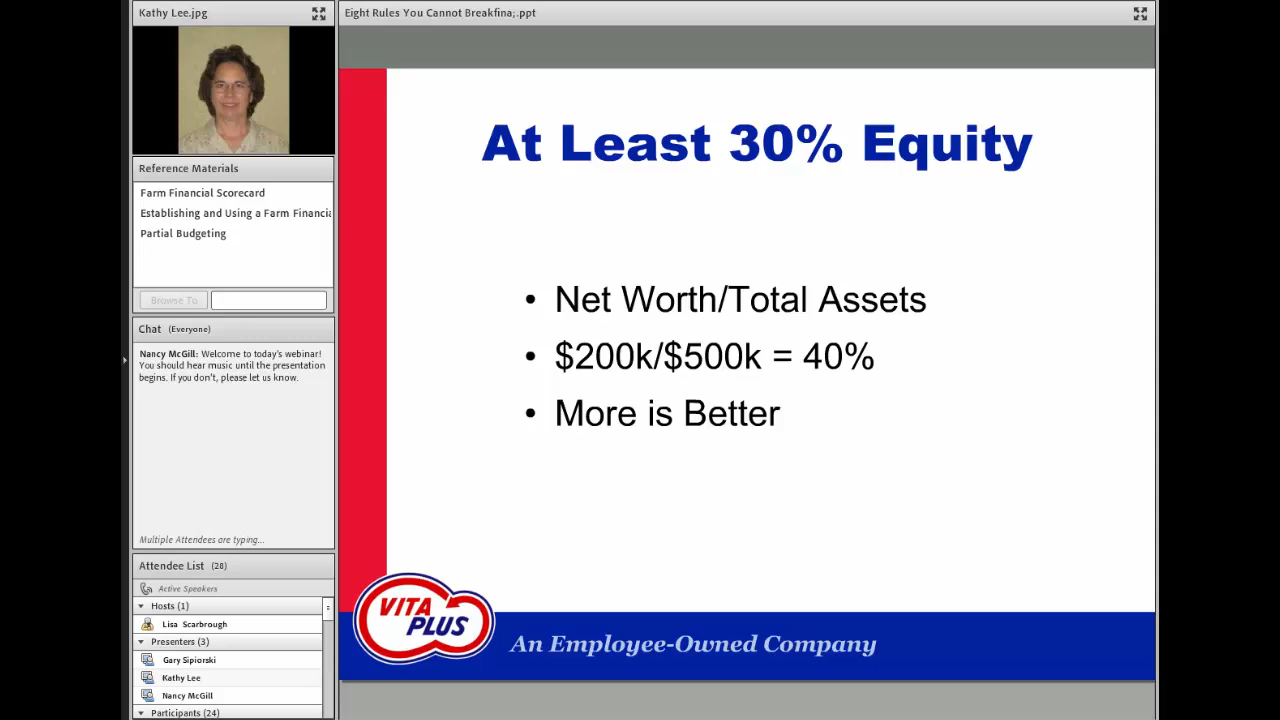 Kathy Lee.jpg
Reference Materials
Farm Financial Scorecard
Establishing and Using a Farm Financia
Partial Budgeting
Browse To
Chat (Everyone)
Nancy McGill: Welcome to today's webinar!
You should hear music until the presentation
begins. If you don't, please let us know.
Multiple Attendees are typing...
Attendee List (28)
Active Speakers
Hosts (1)
Lisa Scarbrough
Presenters (3)
Gary Sipiorski
Kathy Lee
Nancy McGill
Participants (24)
Eight Rules You Cannot Breakfina;.ppt
At Least 30% Equity
• Net Worth/Total Assets
• $200k/$500k = 40%
• More is Better
VITA
PLUS
An Employee-Owned Company